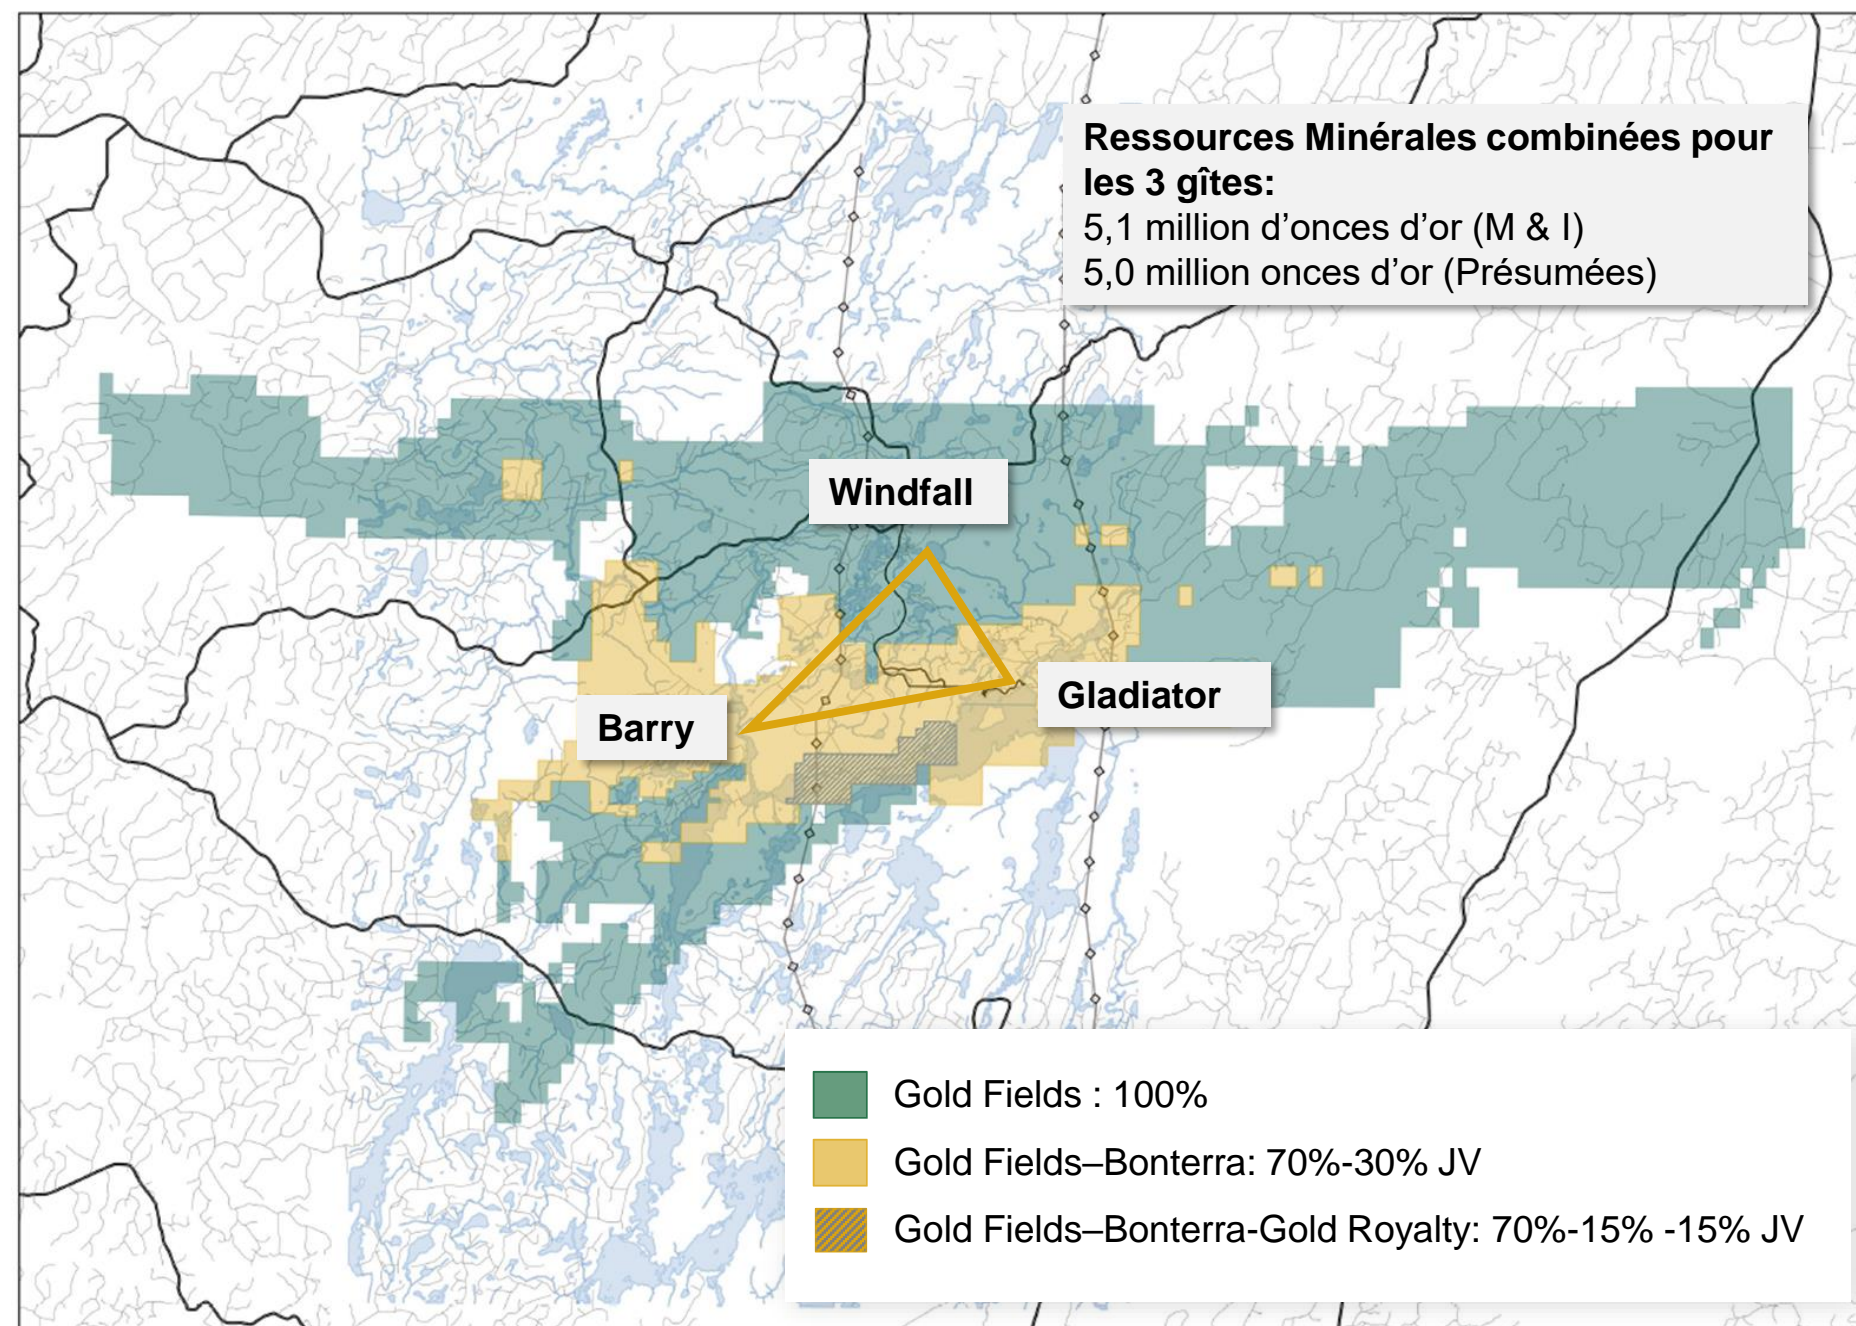 Ressources Minérales combinées pour
les 3 gîtes:
5,1 million d’onces d’or (M & I)
5,0 million onces d’or (Présumées)
Windfall
Gladiator
Barry
Gold Fields : 100%
Gold Fields–Bonterra: 70%-30% JV
Gold Fields–Bonterra-Gold Royalty: 70%-15% -15% JV